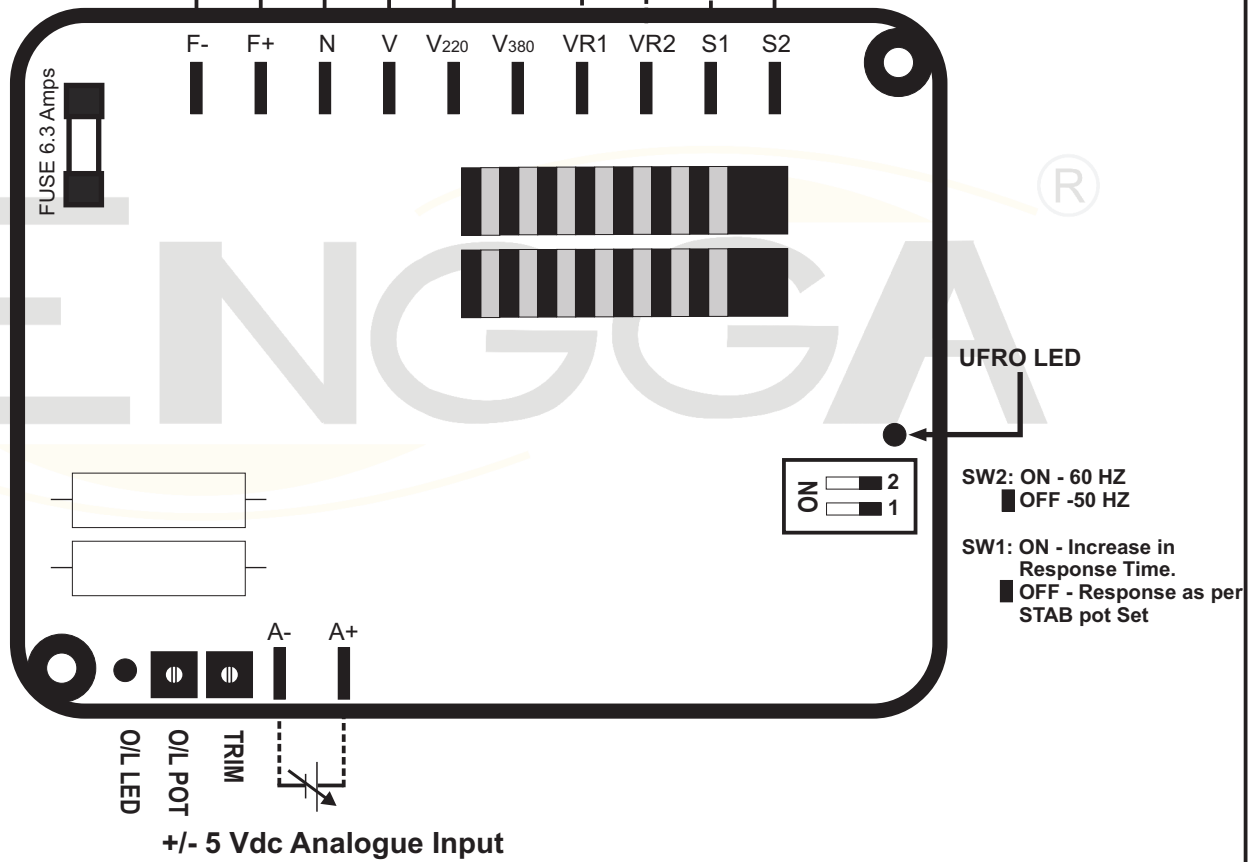 F- F+ N V V220 V380 VR1 VR2 S1 S2
FUSE 6.3 Amps
ENGGA
®
UFRO LED
ON
2
1
SW2: ON - 60 HZ
OFF -50 HZ
SW1: ON - Increase in
Response Time.
OFF - Response as per
STAB pot Set
A- A+
O/L LED
O/L POT
TRIM
+/- 5 Vdc Analogue Input